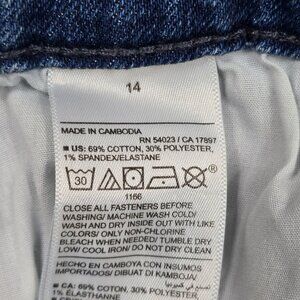 14
MADE IN CAMBODIA
RN 54023 / CA 17897
■ US: 69% COTTON, 30% POLYESTER,
1% SPANDEX/ELASTANE
30
1166
CLOSE ALL FASTENERS BEFORE
WASHING/ MACHINE WASH COLD/
WASH AND DRY INSIDE OUT WITH LIKE
COLORS/ ONLY NON-CHLORINE
BLEACH WHEN NEEDED/ TUMBLE DRY
LOW/ COOL IRON/ DO NOT DRY CLEAN
HECHO EN CAMBOYA CON INSUMOS
IMPORTADOS/ DIBUAT DI KAMBOJA/
■ CA: 69% COTTON, 30% POLYESTER,
1% ÉLASTHANNE